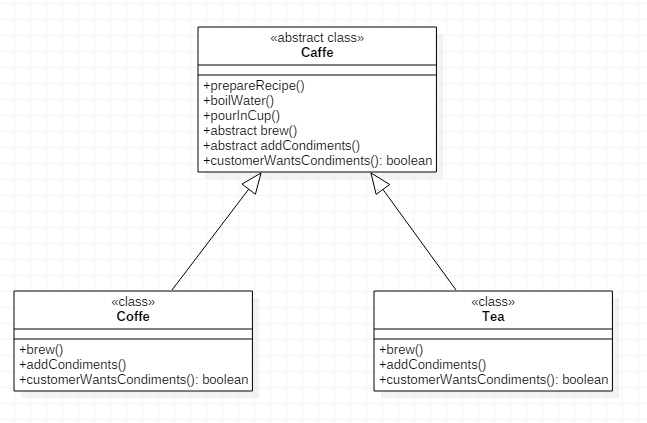 «abstract class»
Caffe
+prepareRecipe()
+boilWater()
+pourInCup()
+abstract brew()
+abstract addCondiments()
+customerWantsCondiments(): boolean
«class»
Coffe
+brew()
+addCondiments()
+customerWantsCondiments(): boolean
«class»
Tea
+brew()
+addCondiments()
+customerWantsCondiments(): boolean